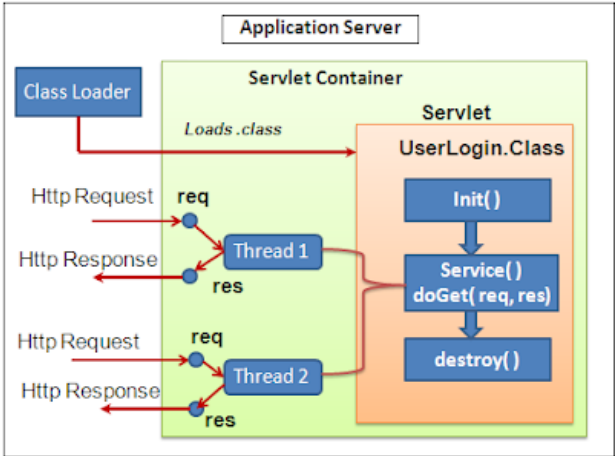 Application Server
Servlet Container
Class Loader
Servlet
Loads .class
UserLogin.Class
Http Request
req
Init( )
Thread 1
Http Response
res
Service( )
doGet( req, res)
Http Request
req
Thread 2
destroy( )
Http Response
res